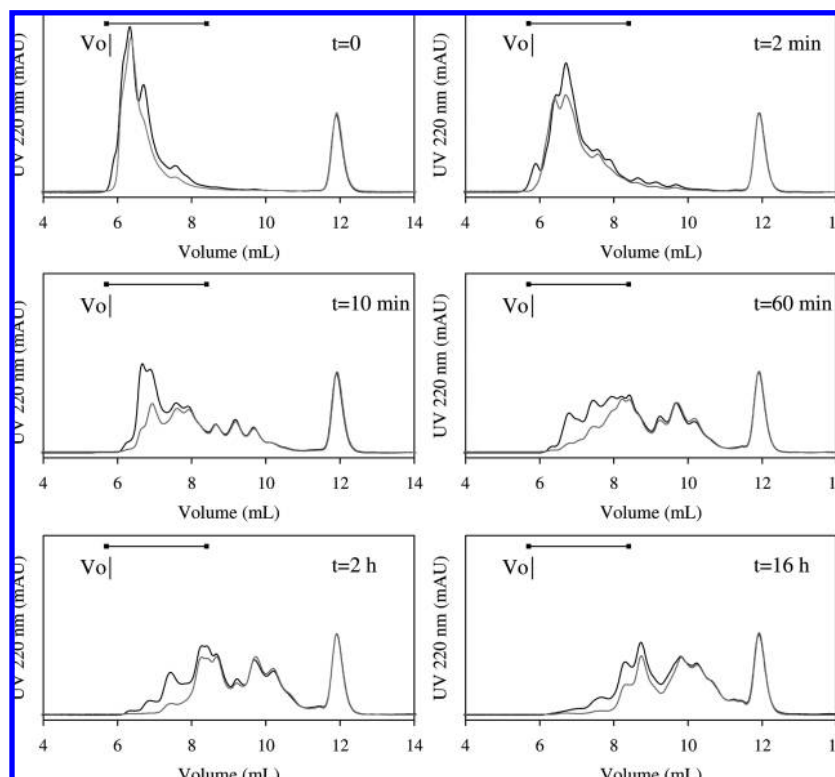 UV 220 nm (mAU)
Vo
t=0
4 6 8 10 12 14
Volume (mL)
UV 220 nm (mAU)
Vo
t=2 min
4 6 8 10 12
Volume (mL)
UV 220 nm (mAU)
Vo
t=10 min
4 6 8 10 12 14
Volume (mL)
UV 220 nm (mAU)
Vo
t=60 min
4 6 8 10 12
Volume (mL)
UV 220 nm (mAU)
Vo
t=2 h
4 6 8 10 12 14
Volume (mL)
UV 220 nm (mAU)
Vo
t=16 h
4 6 8 10 12
Volume (mL)